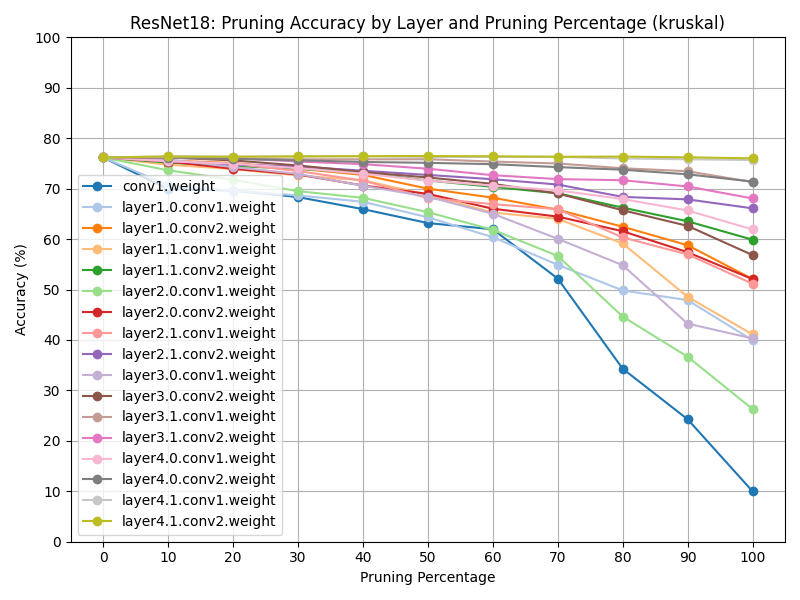 ResNet18: Pruning Accuracy by Layer and Pruning Percentage (kruskal)
Accuracy (%)
100
90
80
70
60
50
40
30
20
10
0
conv1.weight
layer1.0.conv1.weight
layer1.0.conv2.weight
layer1.1.conv1.weight
layer1.1.conv2.weight
layer2.0.conv1.weight
layer2.0.conv2.weight
layer2.1.conv1.weight
layer2.1.conv2.weight
layer3.0.conv1.weight
layer3.0.conv2.weight
layer3.1.conv1.weight
layer3.1.conv2.weight
layer4.0.conv1.weight
layer4.0.conv2.weight
layer4.1.conv1.weight
layer4.1.conv2.weight
0 10 20 30 40 50 60 70 80 90 100
Pruning Percentage